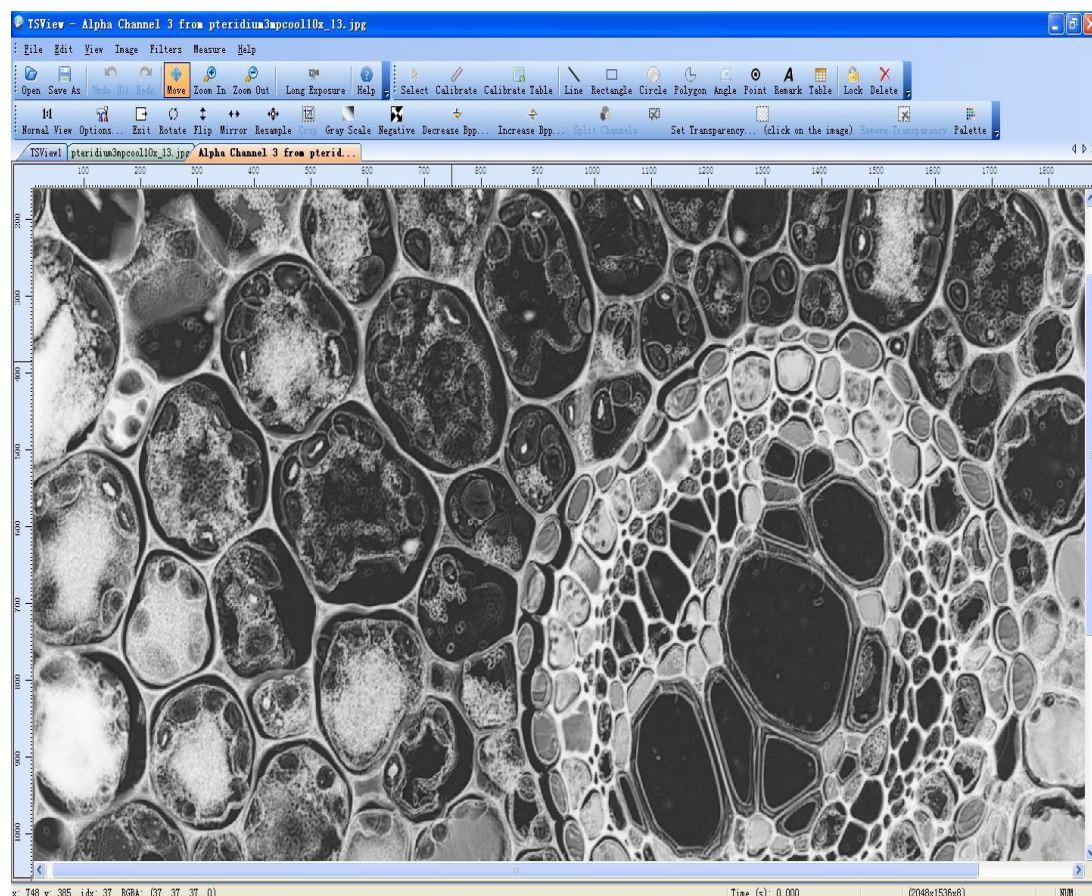 TSView - Alpha Channel 3 from pteridium3mpcool10x_13.jpg
File Edit View Image Filters Measure Help
Open Save As Undo (0) Redo Move Zoom In Zoom Out Long Exposure Help Select Calibrate Calibrate Table Line Rectangle Circle Polygon Angle Point Remark Table Lock Delete
1:1
Normal View Options... Exit Rotate Flip Mirror Resample Crop Gray Scale Negative Decrease Bpp... Increase Bpp... Split Channels Set Transparency... (click on the image) Remove Transparency Palette
TSView1 pteridium3mpcool10x_13.jpg Alpha Channel 3 from pterid...
100 200 300 400 500 600 700 800 900 1000 1100 1200 1300 1400 1500 1600 1700 1800
200
300
400
500
600
700
800
900
1000
x: 748 y: 385 idx: 37 RGBA: (37, 37, 37, 0) Time (s): 0.000 (2048x1536x8) NUM